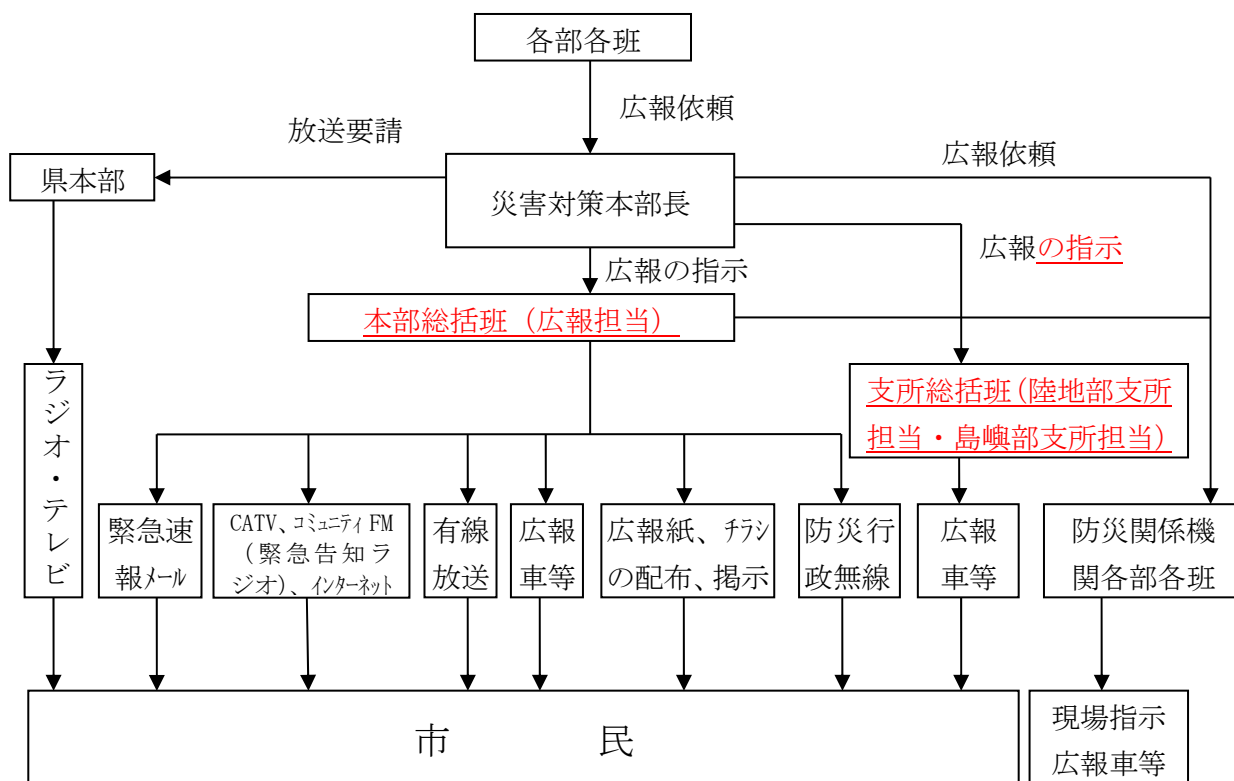 各部各班
広報依頼
放送要請
広報依頼
県本部
災害対策本部長
広報の指示
広報の指示
本部総括班（広報担当）
支所総括班(陸地部支所
担当・島嶼部支所担当）
ラジオ・テレビ
緊急速
報ﾒｰﾙ
CATV、ｺﾐｭﾆﾃｨ FM
（緊急告知ラ
ジオ）、ｲﾝﾀｰﾈｯﾄ
有線
放送
広報
車等
広報紙、ﾁﾗｼ
の配布、掲示
防災行
政無線
広報
車等
防災関係機
関各部各班
市　民
現場指示
広報車等